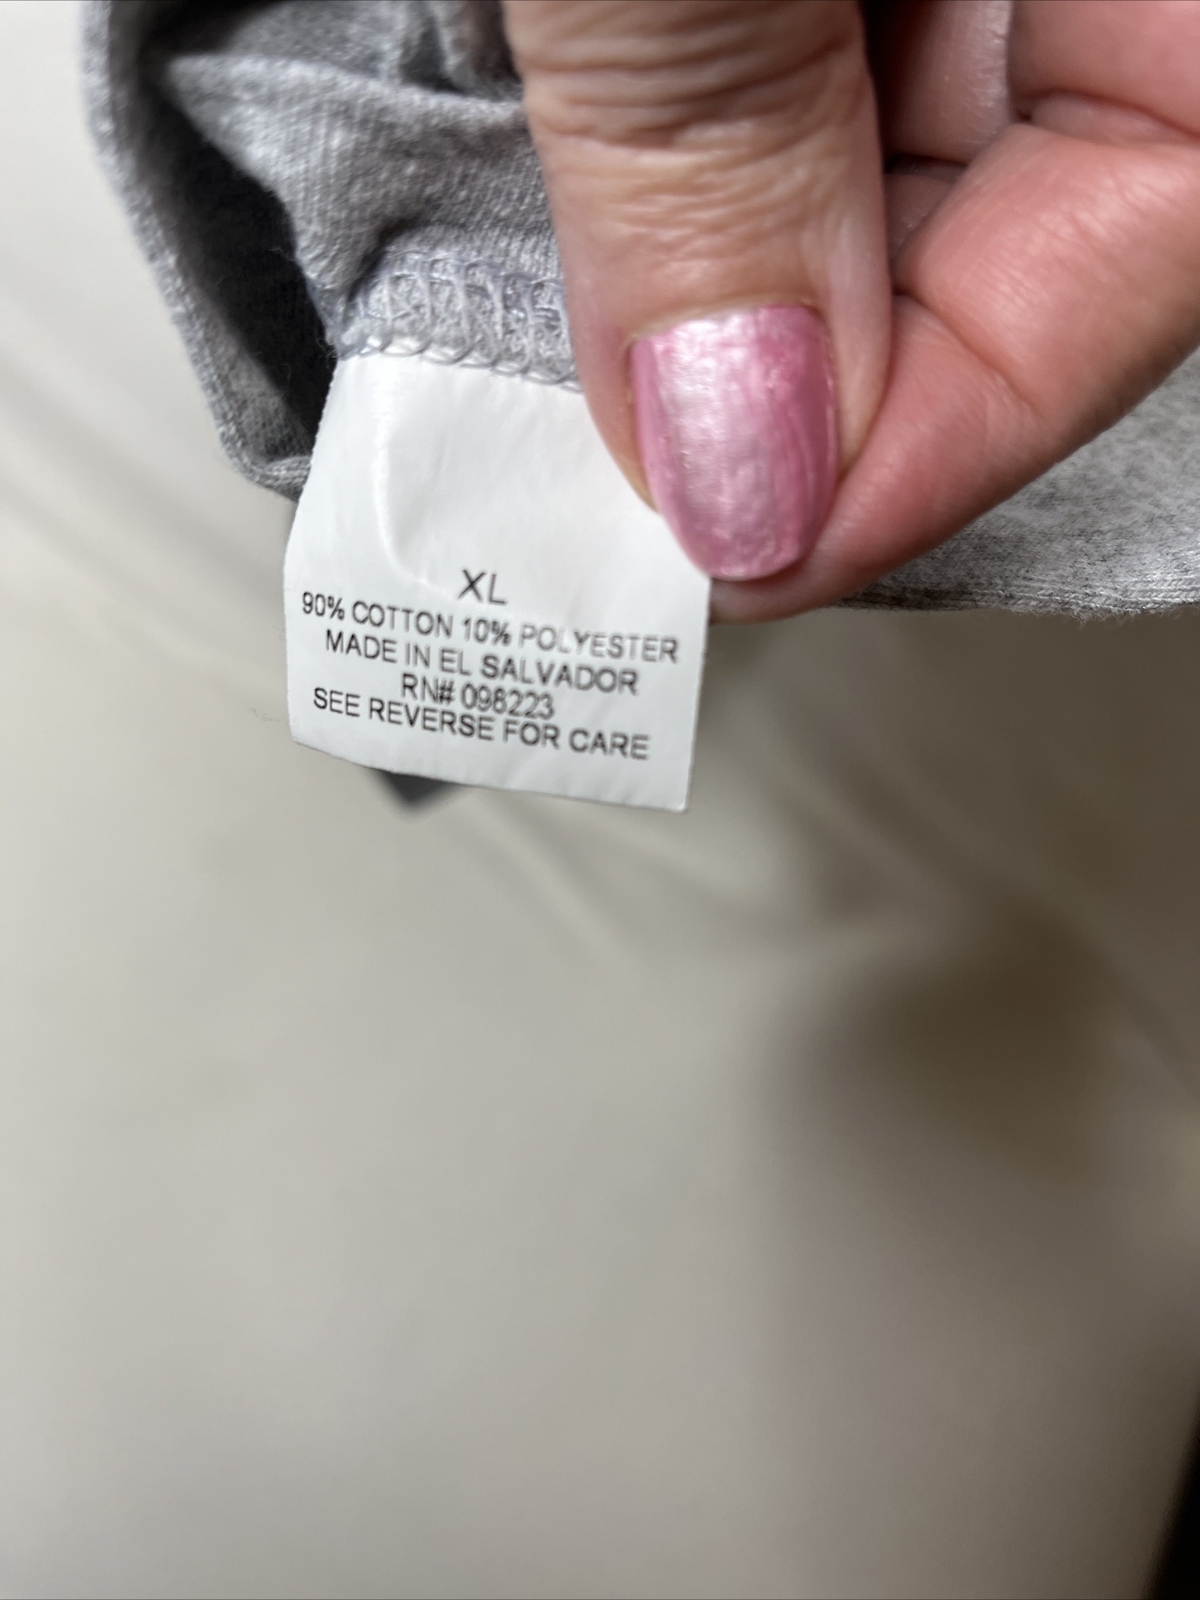 XL
90% COTTON 10% POLYESTER
MADE IN EL SALVADOR
RN# 098223
SEE REVERSE FOR CARE